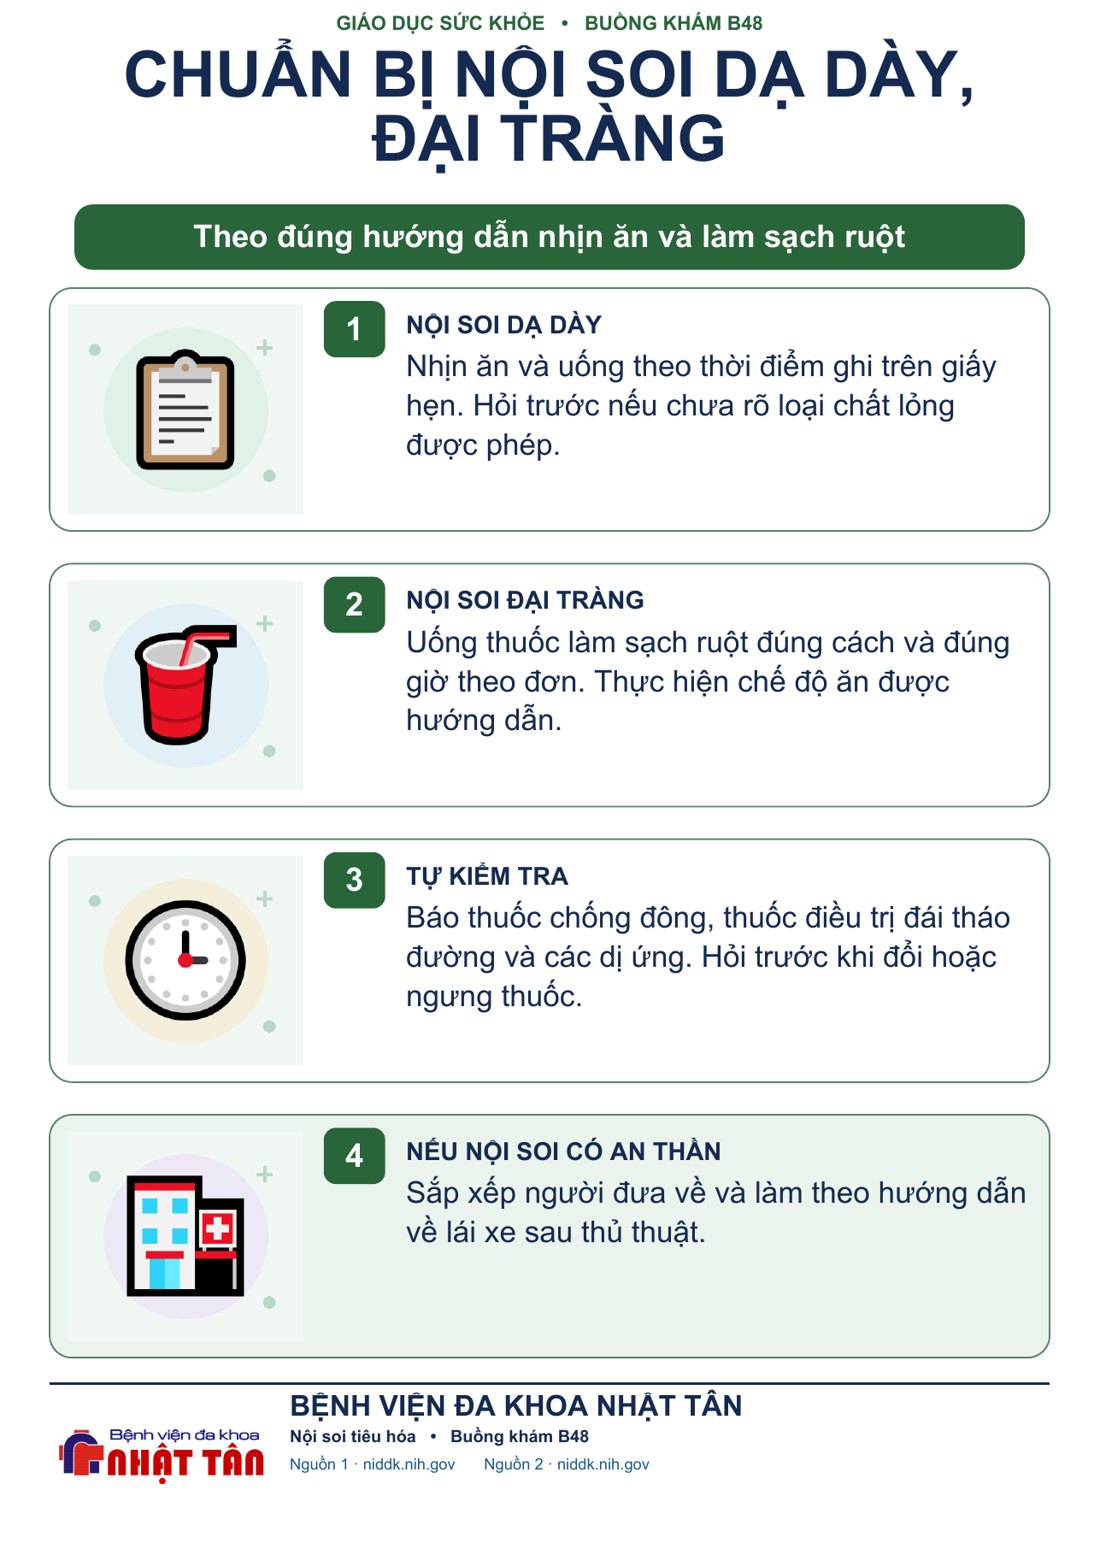 GIÁO DỤC SỨC KHỎE • BUỒNG KHÁM B48
CHUẨN BỊ NỘI SOI DẠ DÀY,
ĐẠI TRÀNG
Theo đúng hướng dẫn nhịn ăn và làm sạch ruột
1
NỘI SOI DẠ DÀY
Nhịn ăn và uống theo thời điểm ghi trên giấy
hẹn. Hỏi trước nếu chưa rõ loại chất lỏng
được phép.
2
NỘI SOI ĐẠI TRÀNG
Uống thuốc làm sạch ruột đúng cách và đúng
giờ theo đơn. Thực hiện chế độ ăn được
hướng dẫn.
3
TỰ KIỂM TRA
Báo thuốc chống đông, thuốc điều trị đái tháo
đường và các dị ứng. Hỏi trước khi đổi hoặc
ngưng thuốc.
4
NẾU NỘI SOI CÓ AN THẦN
Sắp xếp người đưa về và làm theo hướng dẫn
về lái xe sau thủ thuật.
BỆNH VIỆN ĐA KHOA NHẬT TÂN
Nội soi tiêu hóa • Buồng khám B48
Nguồn 1 · niddk.nih.gov Nguồn 2 · niddk.nih.gov
Bệnh viện đa khoa
NHẬT TÂN